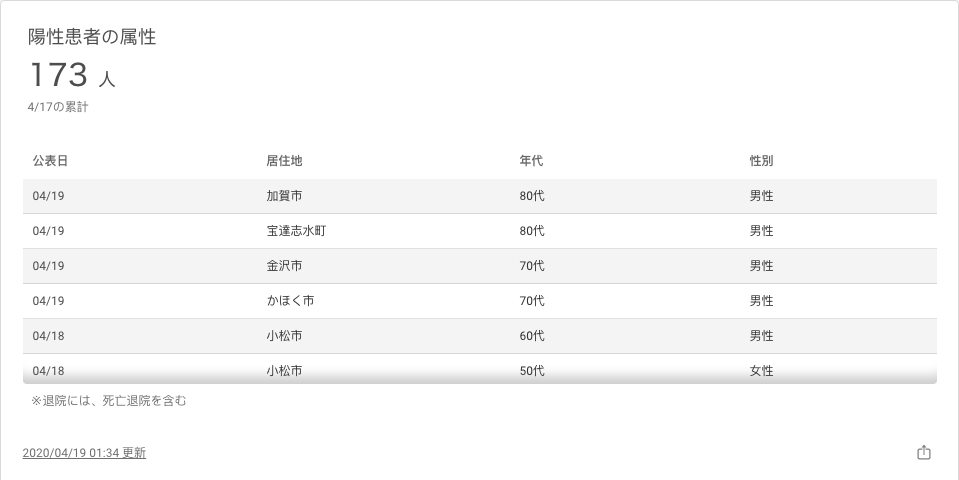 陽性患者の属性
173 人
4/17の累計
公表日 居住地 年代 性別
04/19 加賀市 80代 男性
04/19 宝達志水町 80代 男性
04/19 金沢市 70代 男性
04/19 かほく市 70代 男性
04/18 小松市 60代 男性
04/18 小松市 50代 女性
※退院には、死亡退院を含む
2020/04/19 01:34 更新